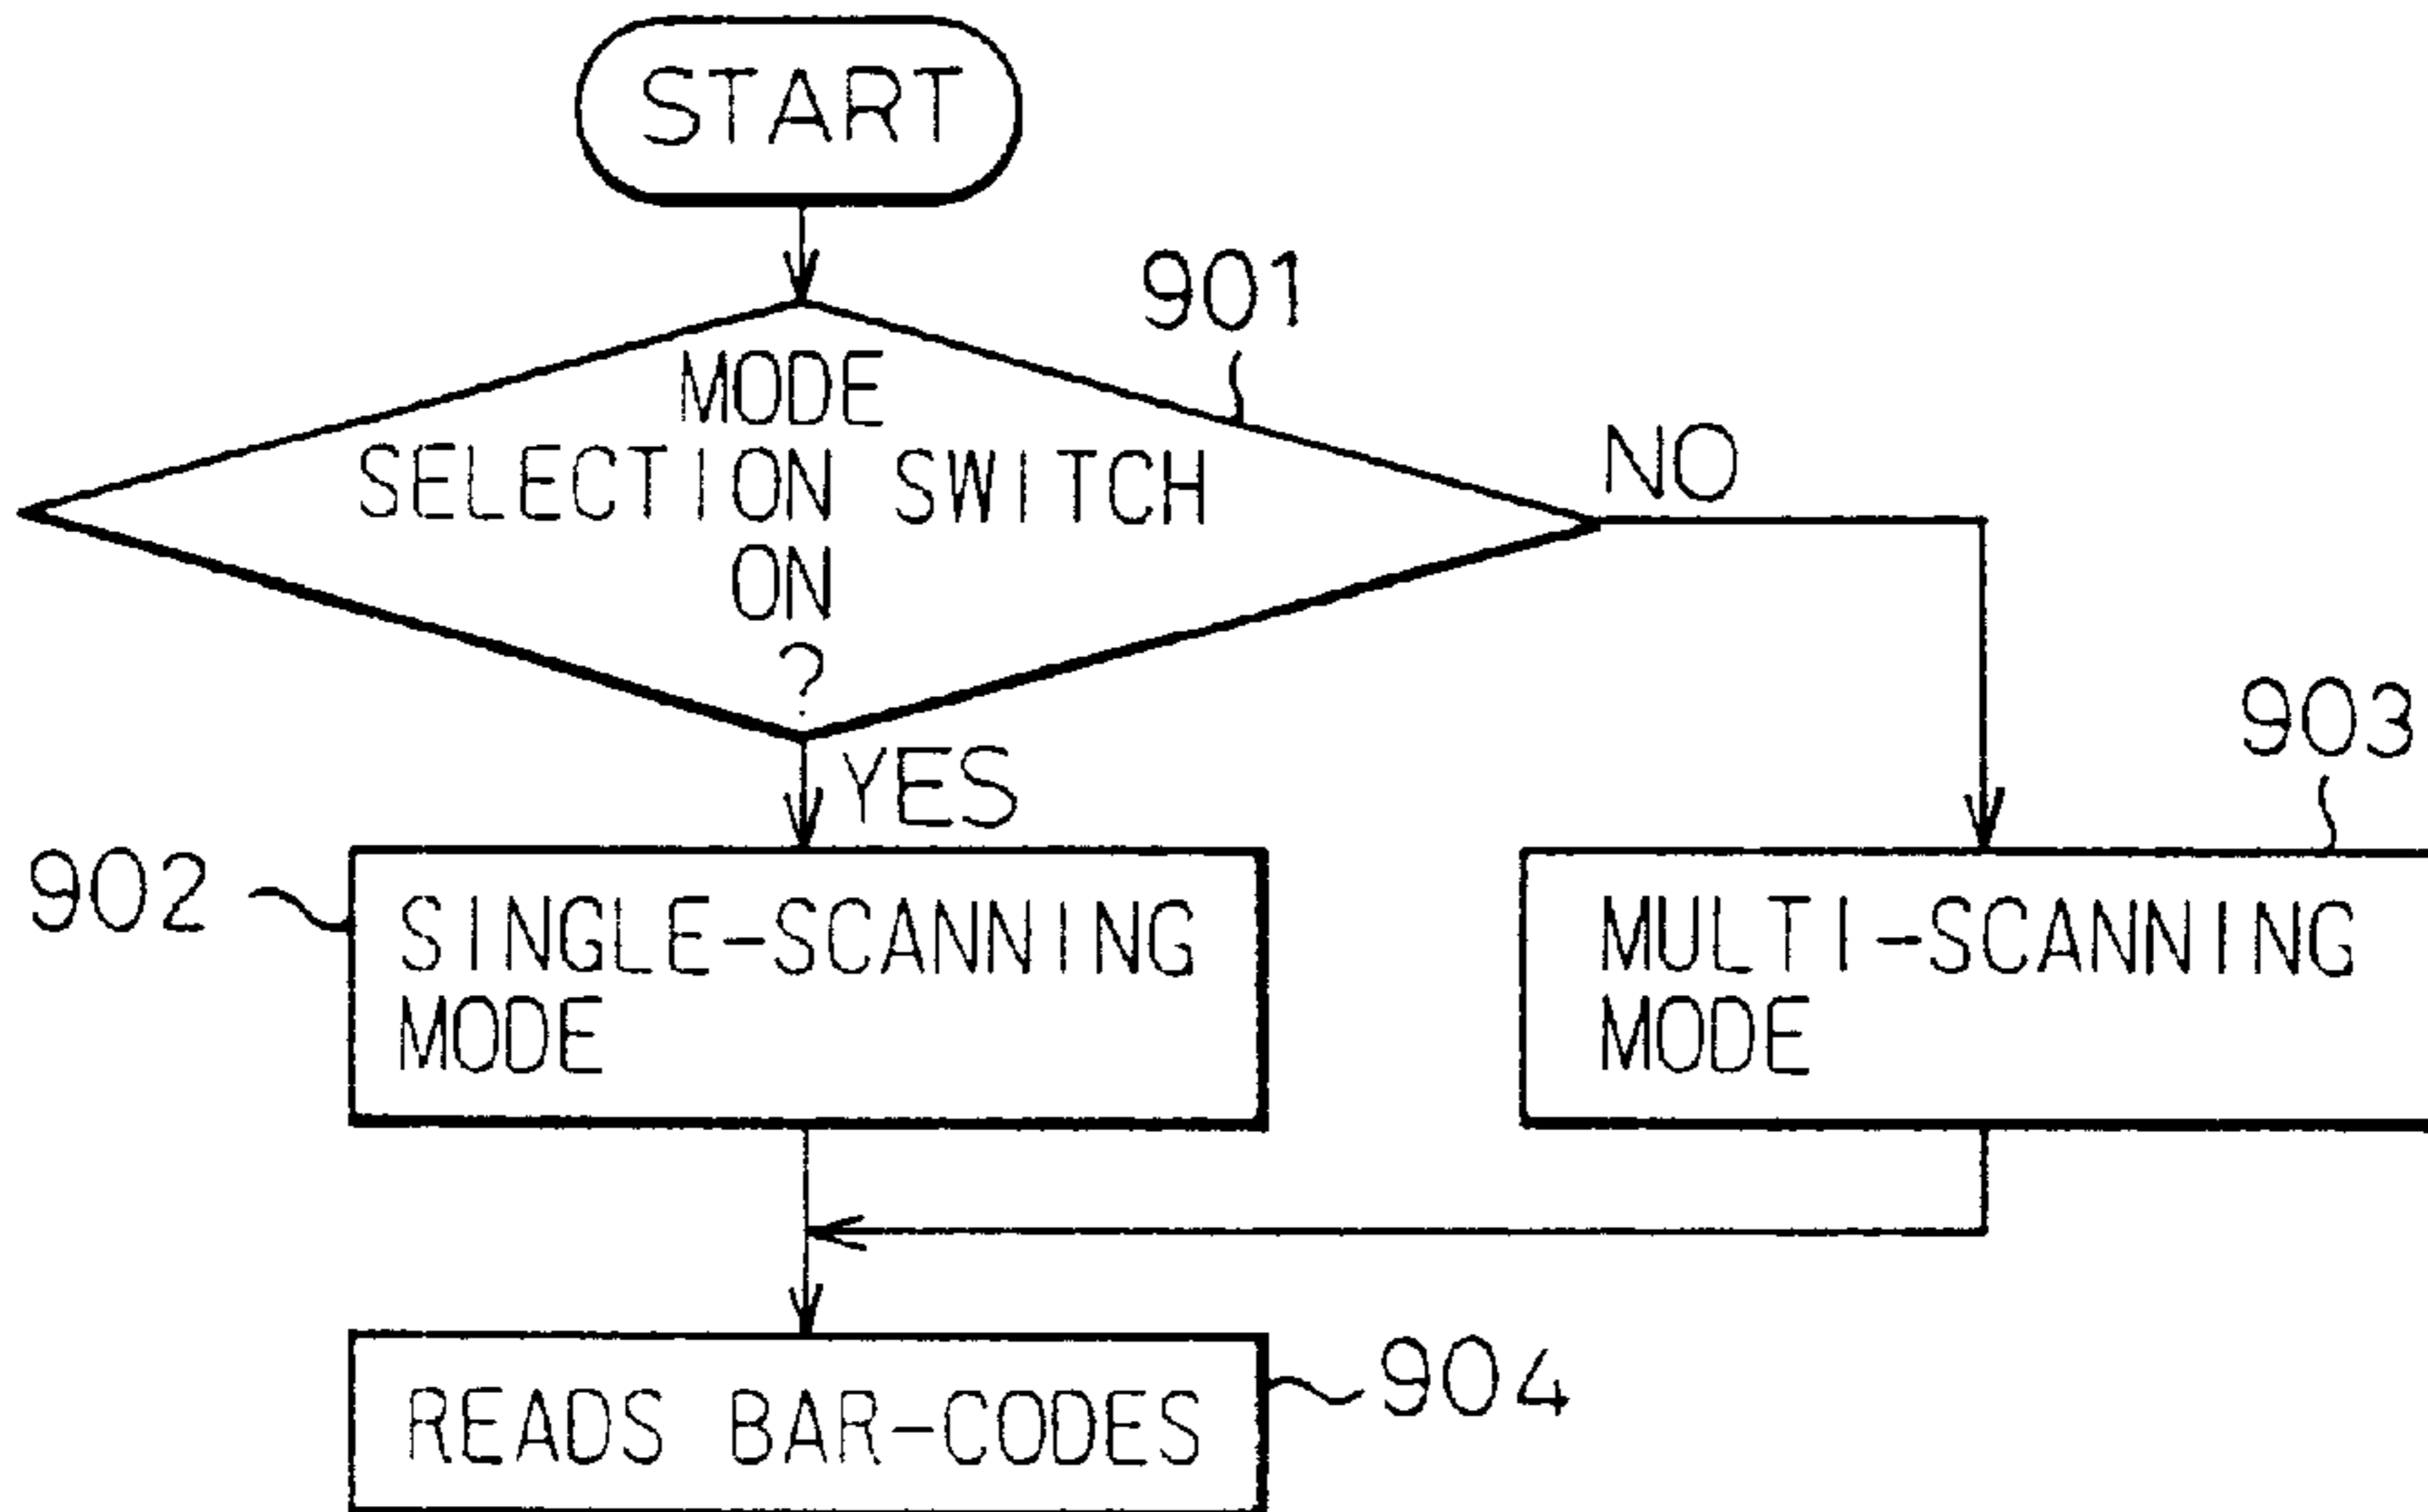 START
901
MODE
SELECTION SWITCH
ON
?
NO
YES
903
902
SINGLE-SCANNING
MODE
MULTI-SCANNING
MODE
READS BAR-CODES
904